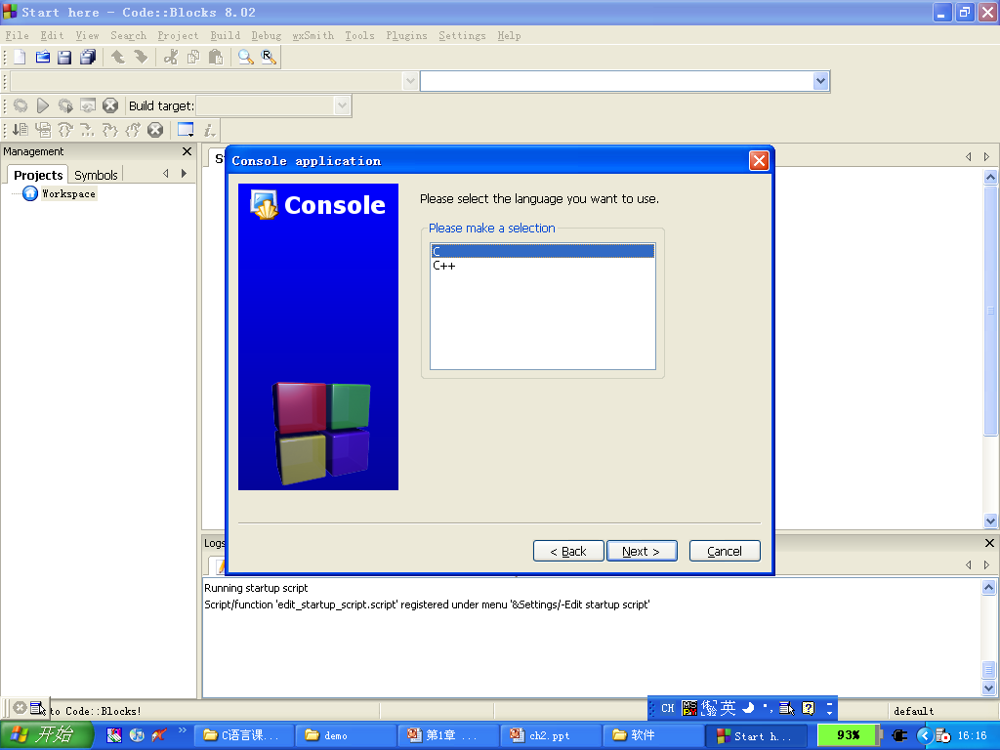 Start here - Code::Blocks 8.02
File Edit View Search Project Build Debug wxSmith Tools Plugins Settings Help
Build target:
Management
Projects Symbols
Workspace
Console application
Console
Please select the language you want to use.
Please make a selection
C
C++
< Back Next > Cancel
Logs
Running startup script
Script/function 'edit_startup_script.script' registered under menu '&Settings/-Edit startup script'
to Code::Blocks!
CH 英
default
开始 C语言课... demo 第1章 ... ch2.ppt 软件 Start h... 93% 16:16